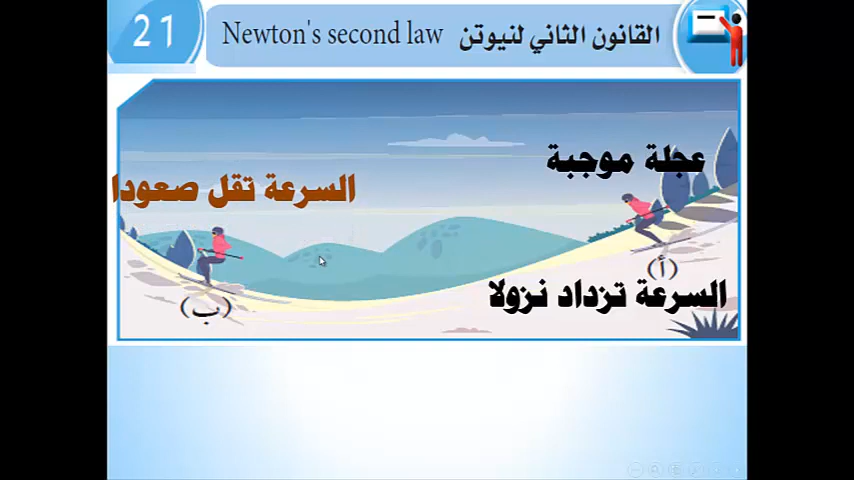 القانون الثاني لنيوتن Newton's second law
21
عجلة موجبة
السرعة تقل صعودا
(أ)
السرعة تزداد نزولا
(ب)